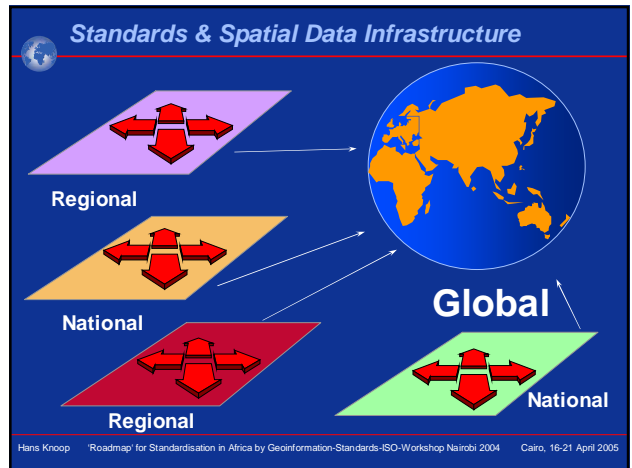 Standards & Spatial Data Infrastructure
Regional
National
Global
Regional
National
Hans Knoop 'Roadmap' for Standardisation in Africa by Geoinformation-Standards-ISO-Workshop Nairobi 2004 Cairo, 16-21 April 2005